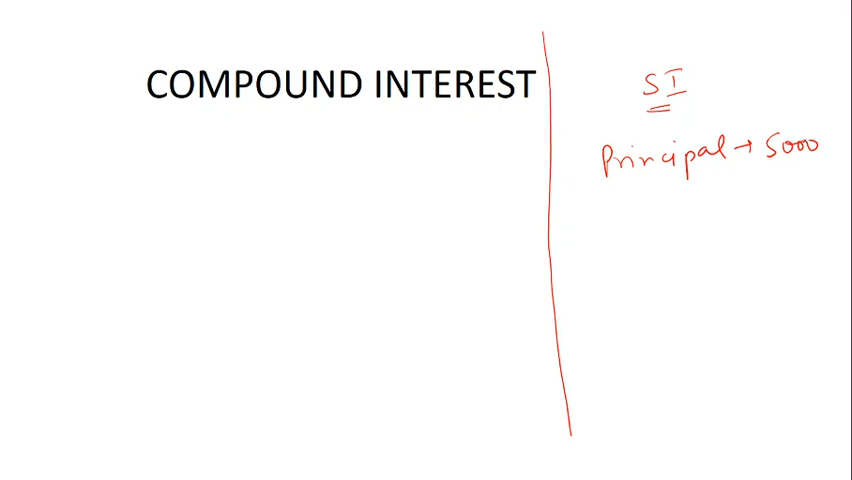 COMPOUND INTEREST
SI
Principal → 5000